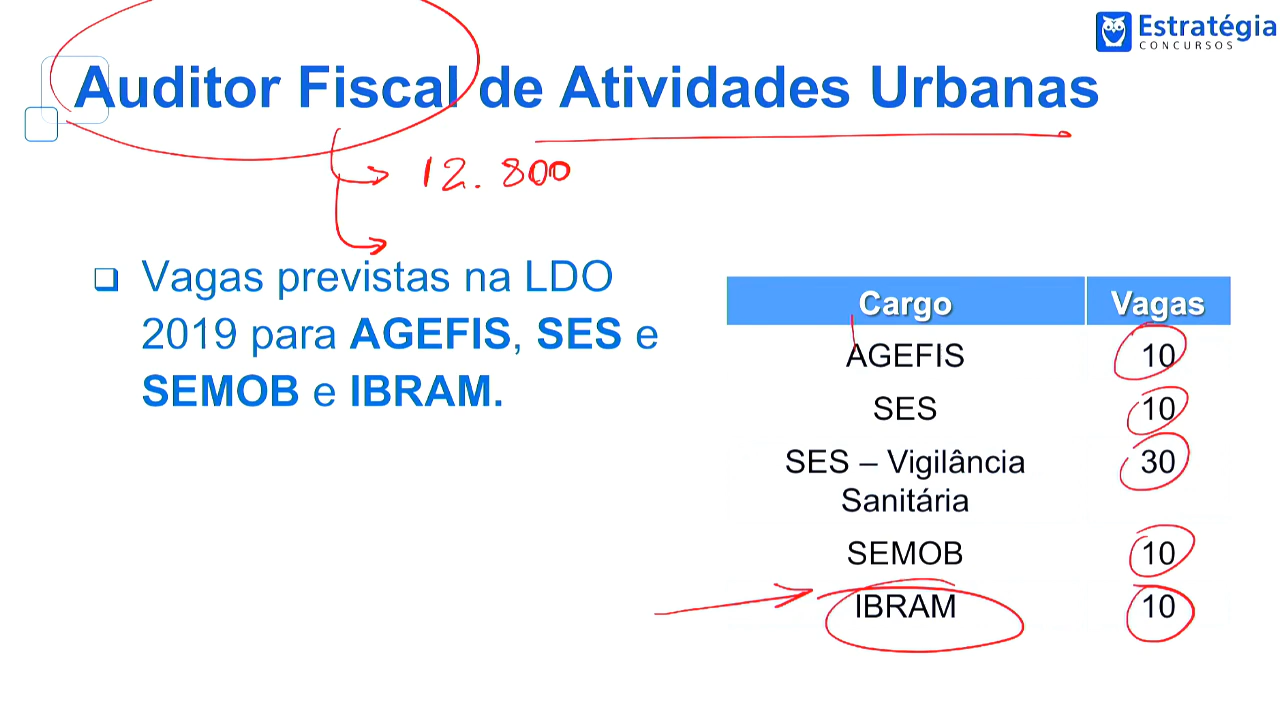 Estratégia
CONCURSOS
Auditor Fiscal de Atividades Urbanas
12.800
Vagas previstas na LDO
2019 para AGEFIS, SES e
SEMOB e IBRAM.
Cargo Vagas
AGEFIS 10
SES 10
SES – Vigilância 30
Sanitária
SEMOB 10
IBRAM 10